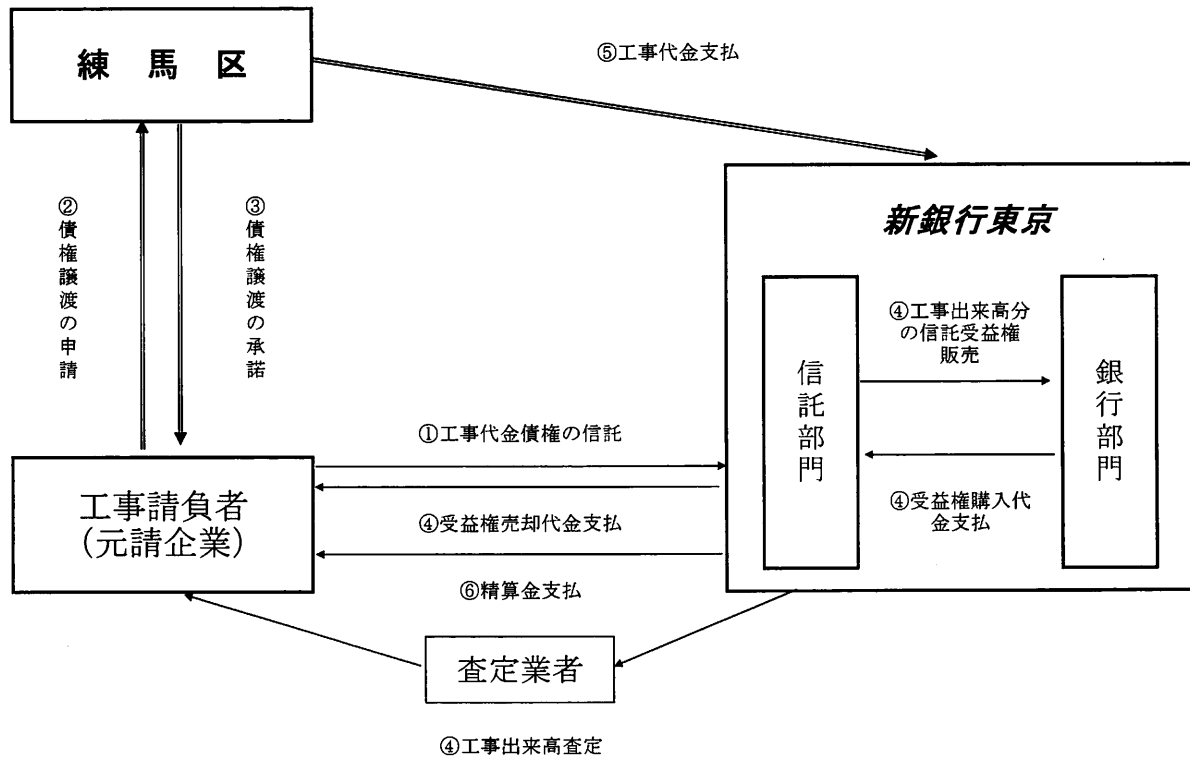 練馬区
⑤工事代金支払
②債権譲渡の申請
③債権譲渡の承諾
新銀行東京
信託部門
④工事出来高分
の信託受益権
販売
銀行部門
④受益権購入代
金支払
①工事代金債権の信託
工事請負者
(元請企業)
④受益権売却代金支払
⑥精算金支払
査定業者
④工事出来高査定